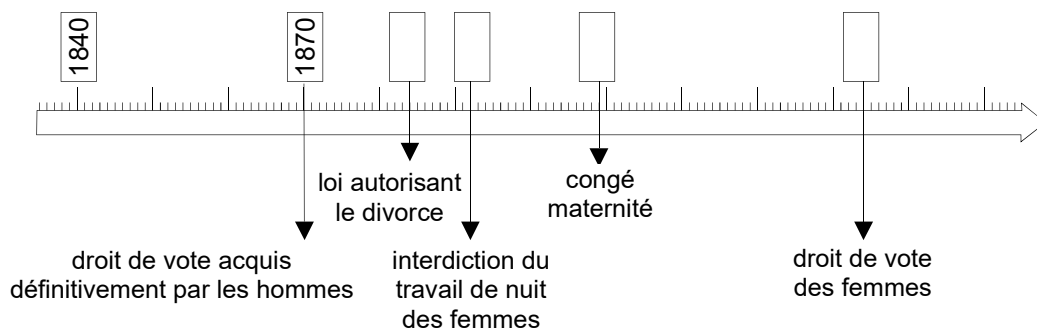 1840
1870
loi autorisant
le divorce
congé
maternité
droit de vote acquis
définitivement par les hommes
interdiction du
travail de nuit
des femmes
droit de vote
des femmes